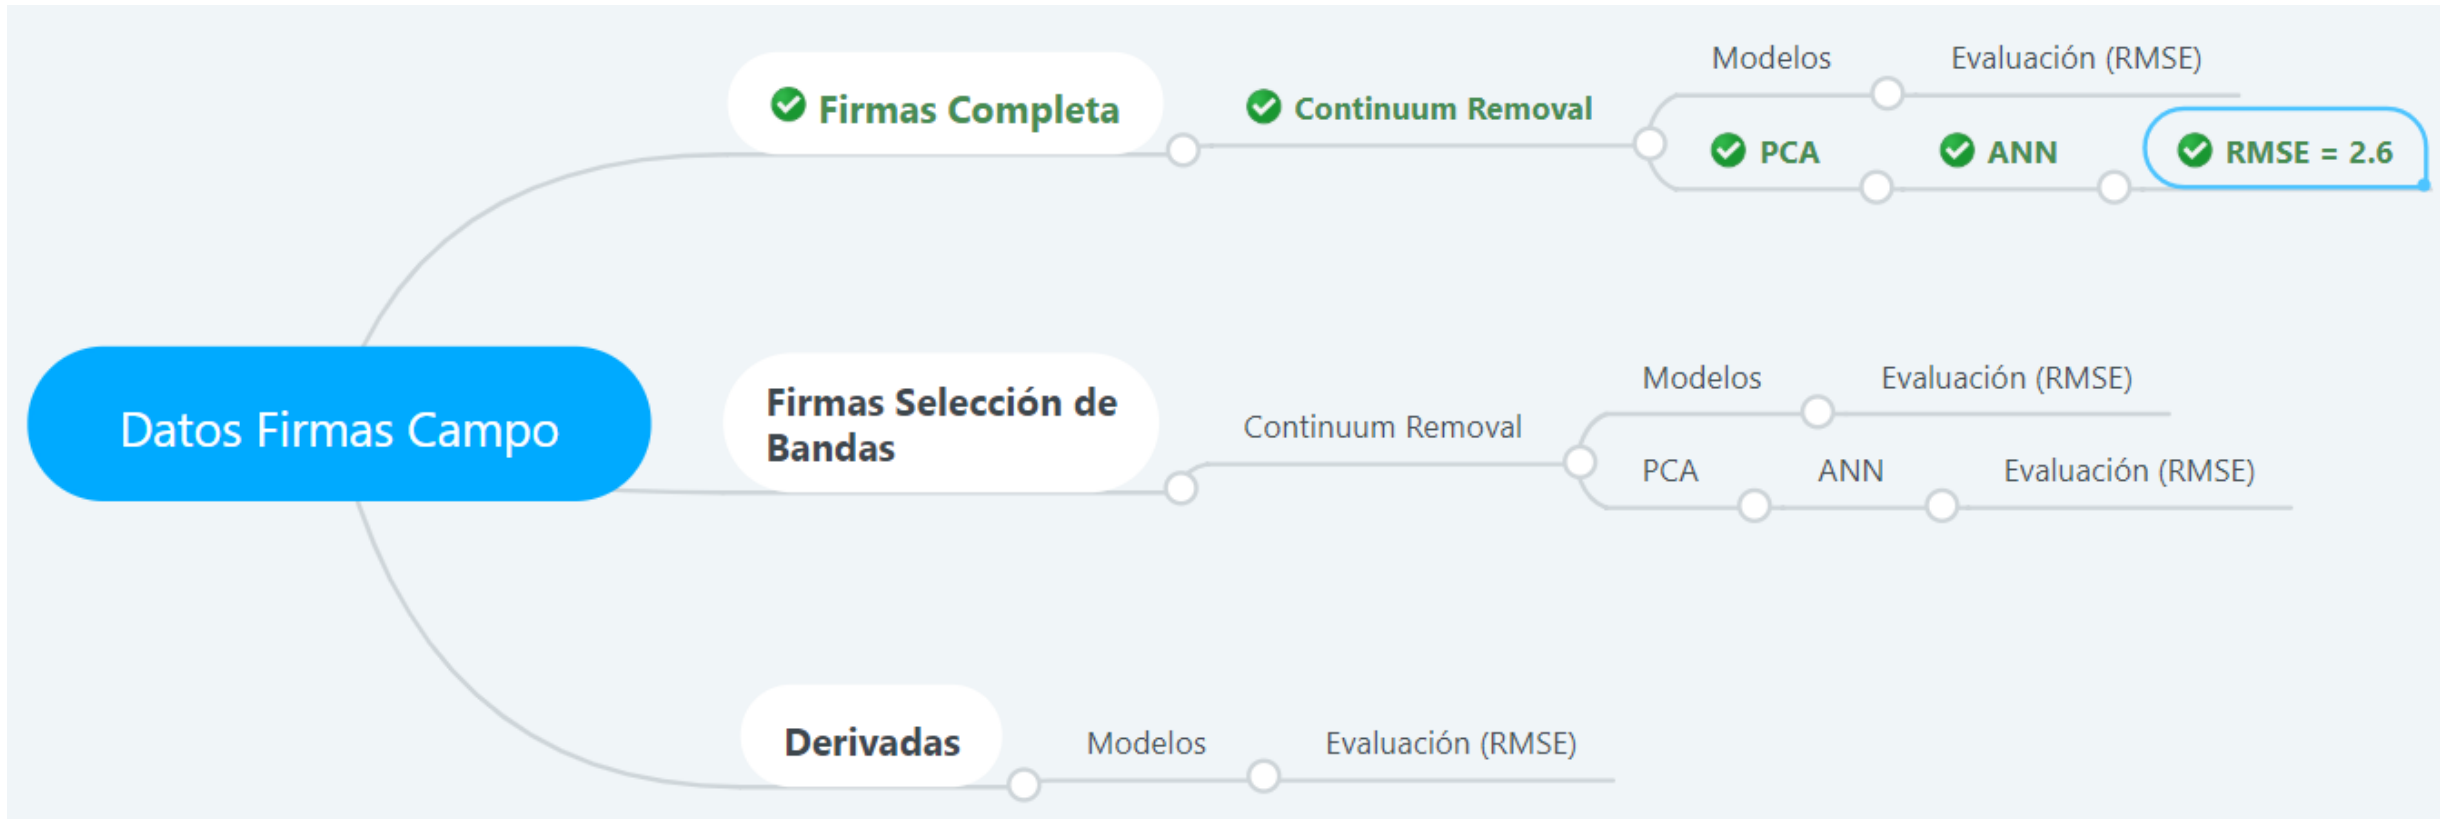 Modelos
Evaluación (RMSE)
Firmas Completa
Continuum Removal
PCA
ANN
RMSE = 2.6
Datos Firmas Campo
Firmas Selección de
Bandas
Continuum Removal
Modelos
Evaluación (RMSE)
PCA
ANN
Evaluación (RMSE)
Derivadas
Modelos
Evaluación (RMSE)